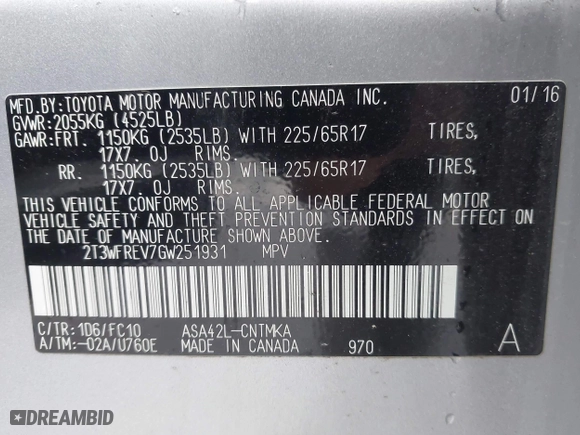 MFD.BY:TOYOTA MOTOR MANUFACTURING CANADA INC. 01/16
GVWR:2055KG (4525LB)
GAWR:FRT. 1150KG (2535LB) WITH 225/65R17 TIRES,
17X7. OJ RIMS.
RR. 1150KG (2535LB) WITH 225/65R17 TIRES,
17X7. OJ RIMS.
THIS VEHICLE CONFORMS TO ALL APPLICABLE FEDERAL MOTOR
VEHICLE SAFETY AND THEFT PREVENTION STANDARDS IN EFFECT ON
THE DATE OF MANUFACTURE SHOWN ABOVE.
2T3WFREV7GW251931 MPV
C/TR:1D6/FC10 ASA42L-CNTMKA
A/TM:-02A/U760E MADE IN CANADA 970 A
DREAMBID